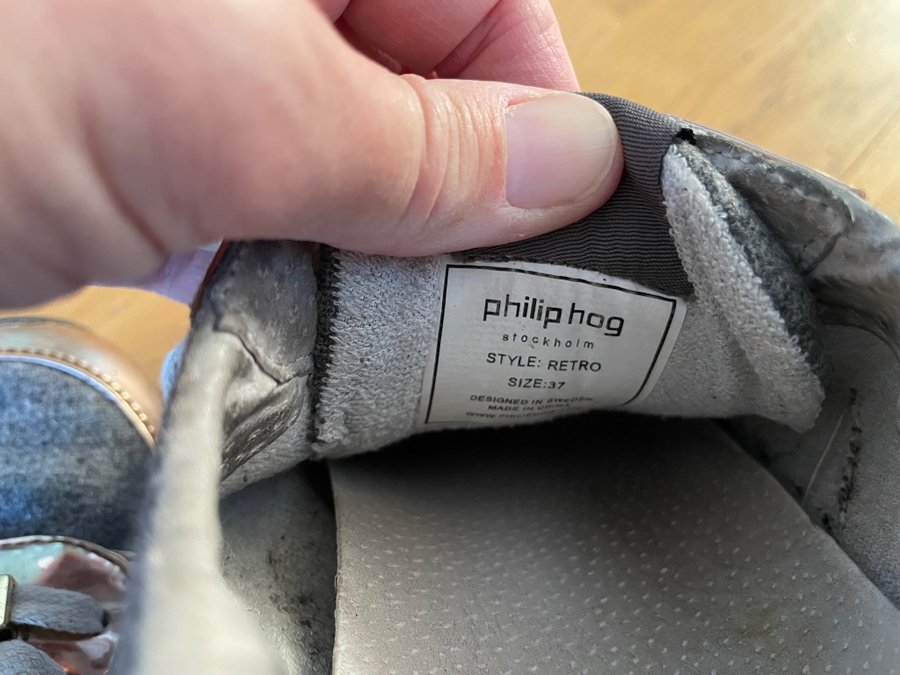 philip hog
stockholm
STYLE: RETRO
SIZE:37
DESIGNED IN SWEDEN
MADE IN CHINA